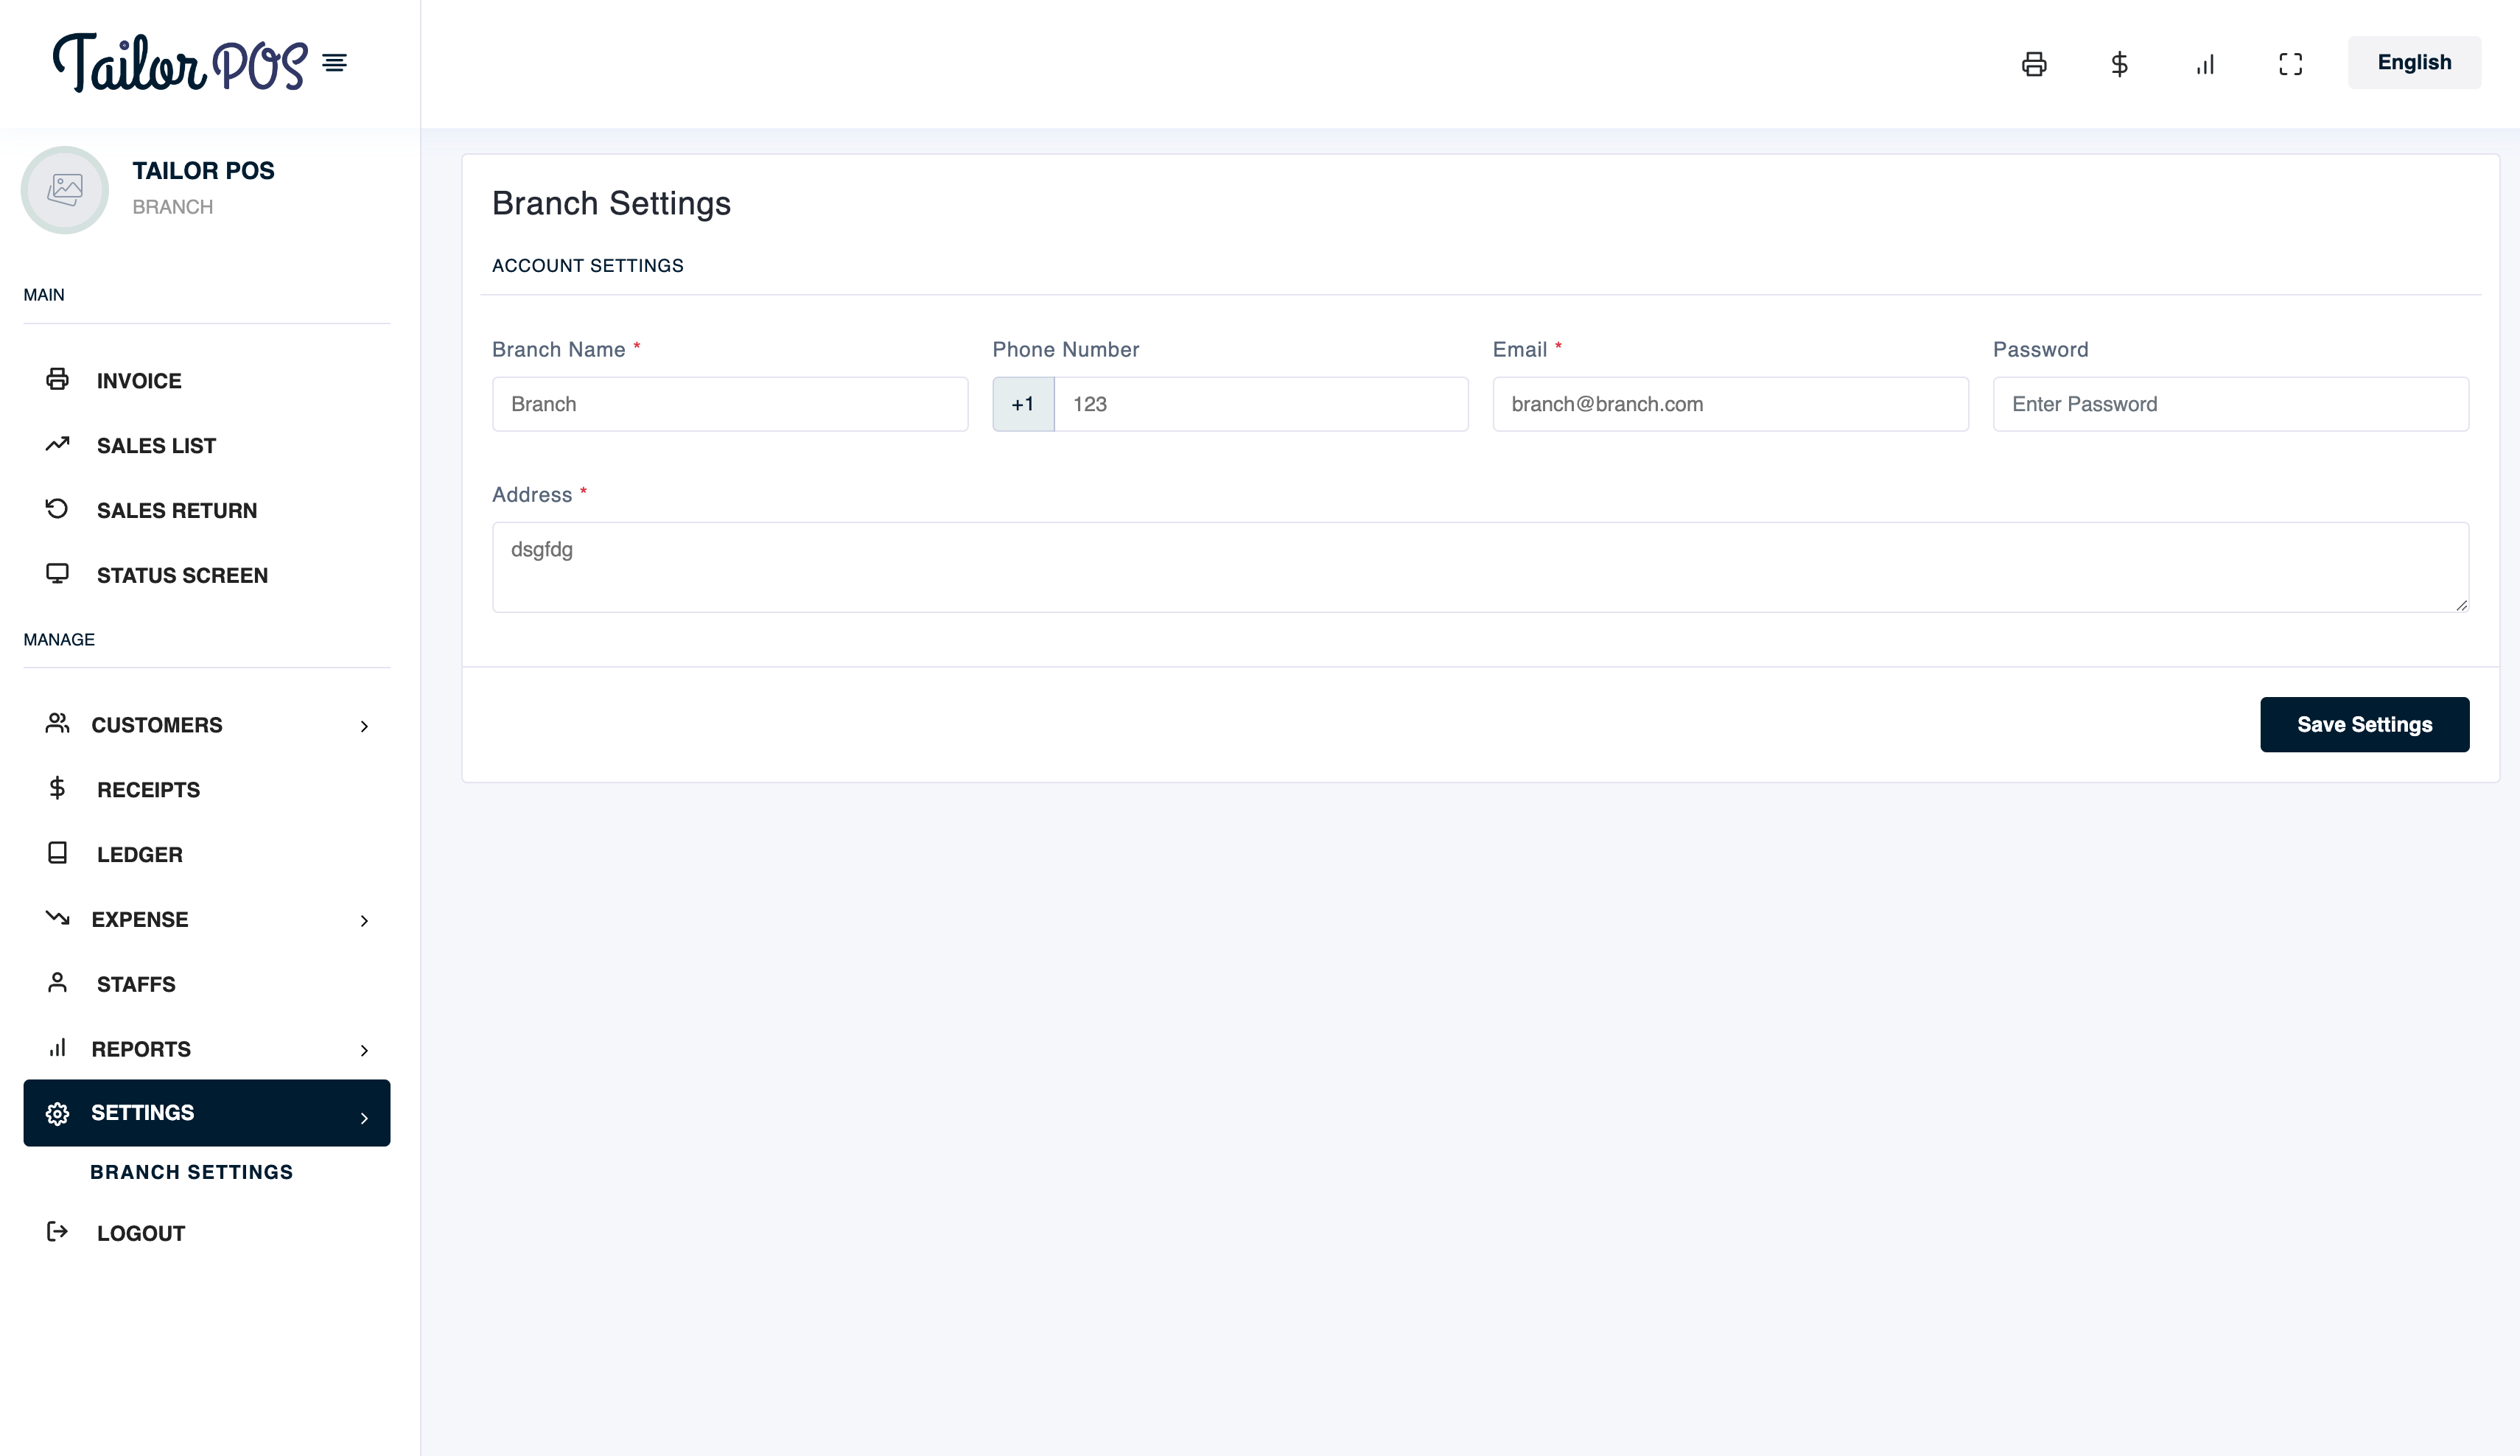 Tailor POS
English
TAILOR POS
BRANCH
MAIN
INVOICE
SALES LIST
SALES RETURN
STATUS SCREEN
MANAGE
CUSTOMERS
RECEIPTS
LEDGER
EXPENSE
STAFFS
REPORTS
SETTINGS
BRANCH SETTINGS
LOGOUT
Branch Settings
ACCOUNT SETTINGS
Branch Name * Phone Number Email * Password
Branch +1 123 branch@branch.com Enter Password
Address *
dsgfdg
Save Settings